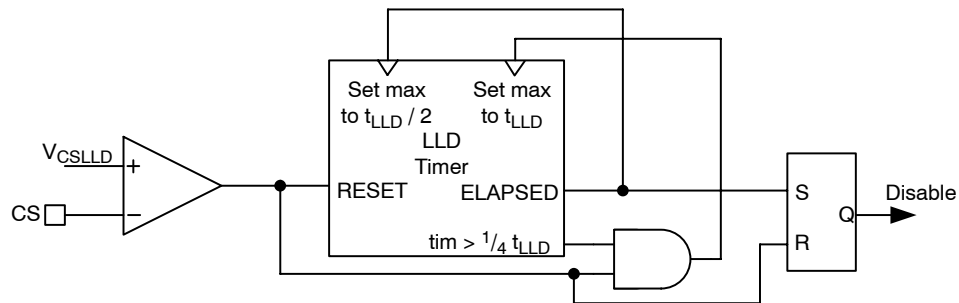 Set max
to t_LLD / 2
Set max
to t_LLD
LLD
Timer
V_CSLLD
+
CS
−
RESET
ELAPSED
tim > 1/4 t_LLD
S
R
Q
Disable